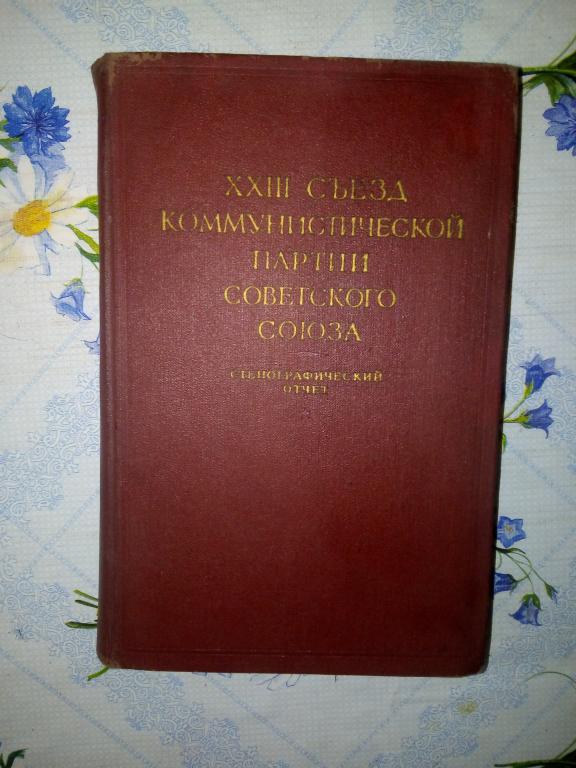 XXIII СЪЕЗД
КОММУНИСТИЧЕСКОЙ
ПАРТИИ
СОВЕТСКОГО
СОЮЗА
СТЕНОГРАФИЧЕСКИЙ
ОТЧЕТ